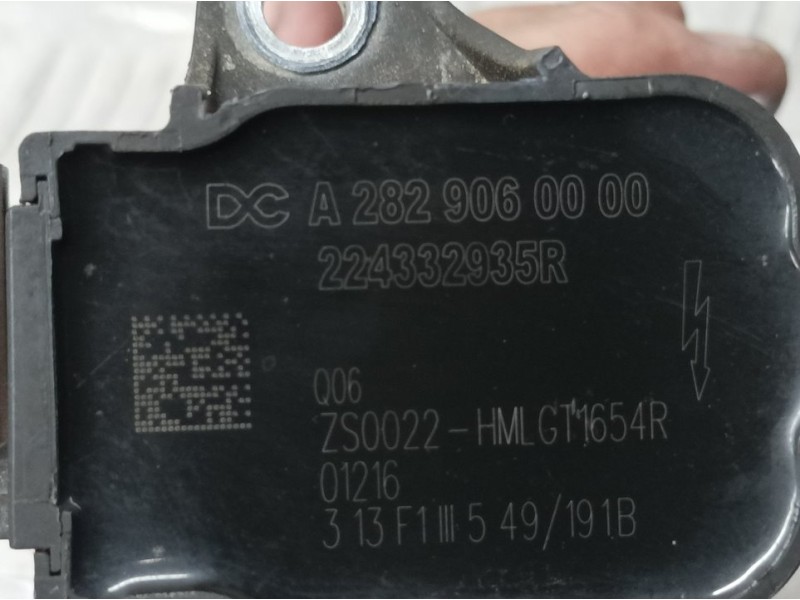 DC A 282 906 00 00
224332935R
Q06
ZS0022-HMLGT1654R
01216
3 13 F1 III 5 49/191B